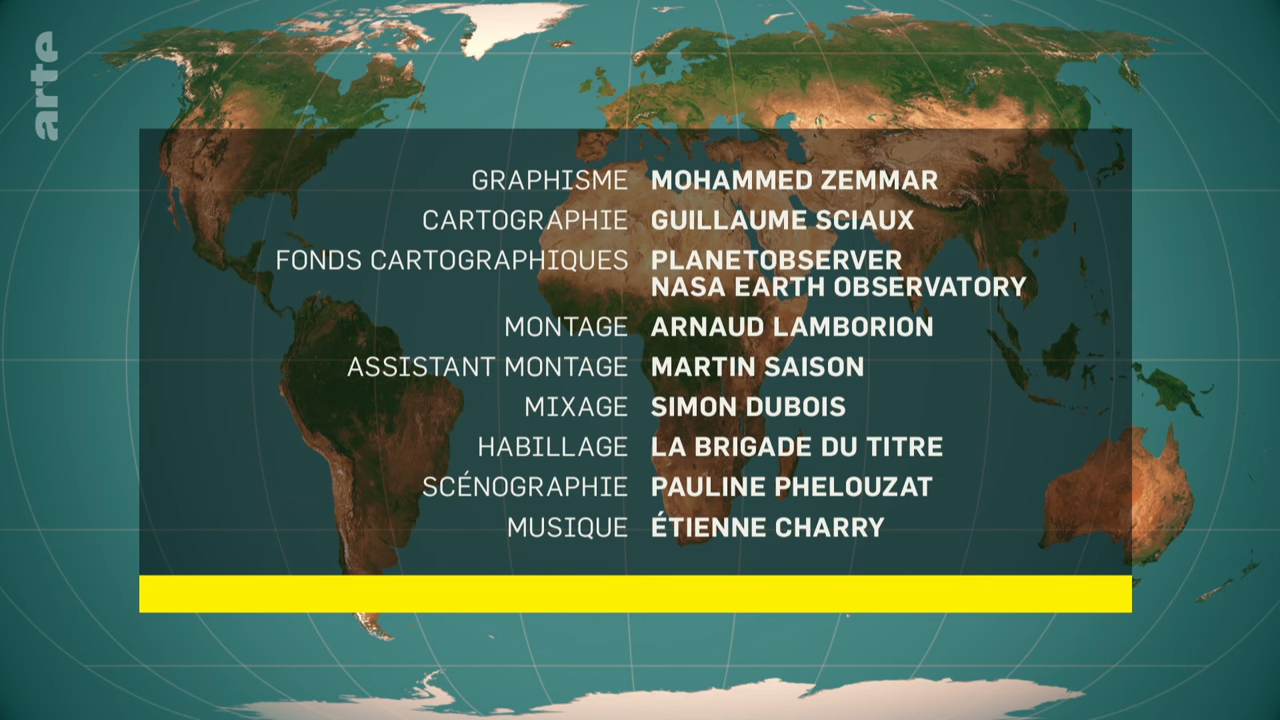 arte
GRAPHISME MOHAMMED ZEMMAR
CARTOGRAPHIE GUILLAUME SCIAUX
FONDS CARTOGRAPHIQUES PLANETOBSERVER
NASA EARTH OBSERVATORY
MONTAGE ARNAUD LAMBORION
ASSISTANT MONTAGE MARTIN SAISON
MIXAGE SIMON DUBOIS
HABILLAGE LA BRIGADE DU TITRE
SCÉNOGRAPHIE PAULINE PHELOUZAT
MUSIQUE ÉTIENNE CHARRY